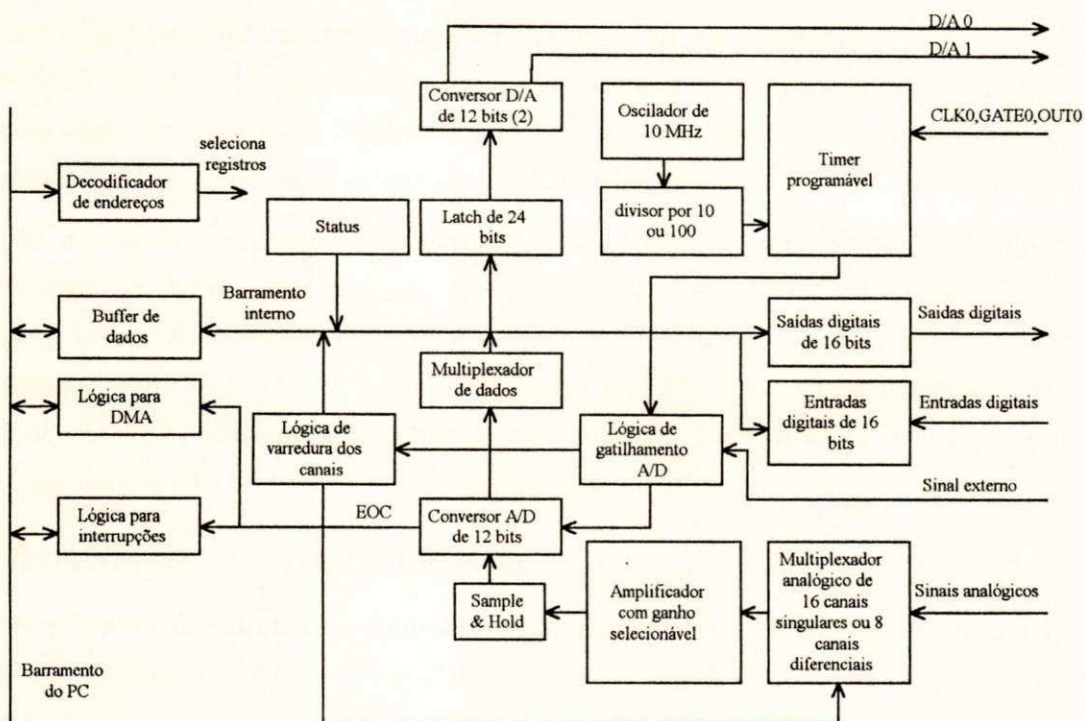 D/A 0
D/A 1
Conversor D/A
de 12 bits (2)
Oscilador de
10 MHz
Timer
programável
CLK0,GATE0,OUT0
seleciona
registros
Decodificador
de endereços
Status
Latch de 24
bits
divisor por 10
ou 100
Barramento
interno
Buffer de
dados
Saídas digitais
de 16 bits
Saidas digitais
Multiplexador
de dados
Lógica para
DMA
Lógica de
varredura dos
canais
Lógica de
gatilhamento
A/D
Entradas
digitais de 16
bits
Entradas digitais
Sinal externo
Lógica para
interrupções
EOC
Conversor A/D
de 12 bits
Sample
& Hold
Amplificador
com ganho
selecionável
Multiplexador
analógico de
16 canais
singulares ou 8
canais
diferenciais
Sinais analógicos
Barramento
do PC